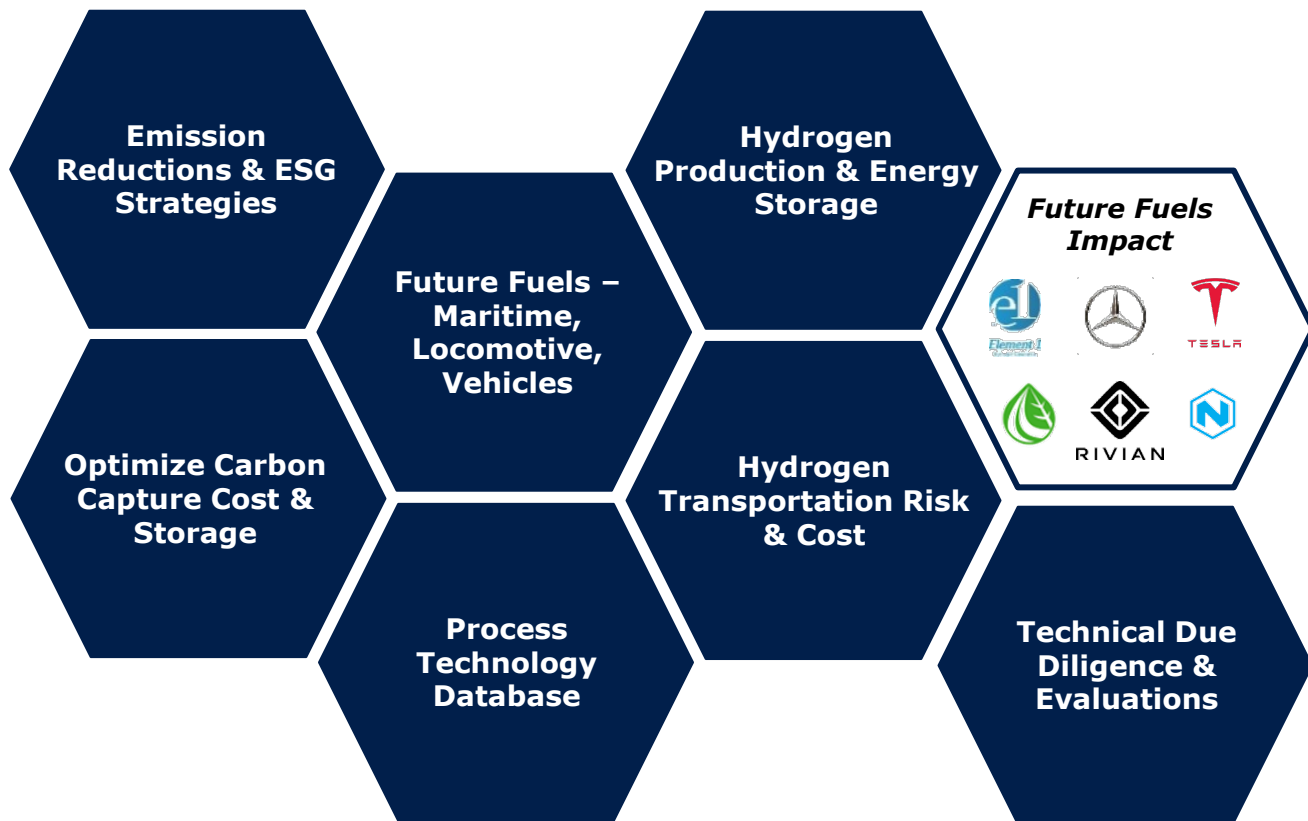 Emission
Reductions & ESG
Strategies
Hydrogen
Production & Energy
Storage
Future Fuels
Impact
Future Fuels –
Maritime,
Locomotive,
Vehicles
e1
Element 1
TESLA
N
RIVIAN
Optimize Carbon
Capture Cost &
Storage
Hydrogen
Transportation Risk
& Cost
Process
Technology
Database
Technical Due
Diligence &
Evaluations